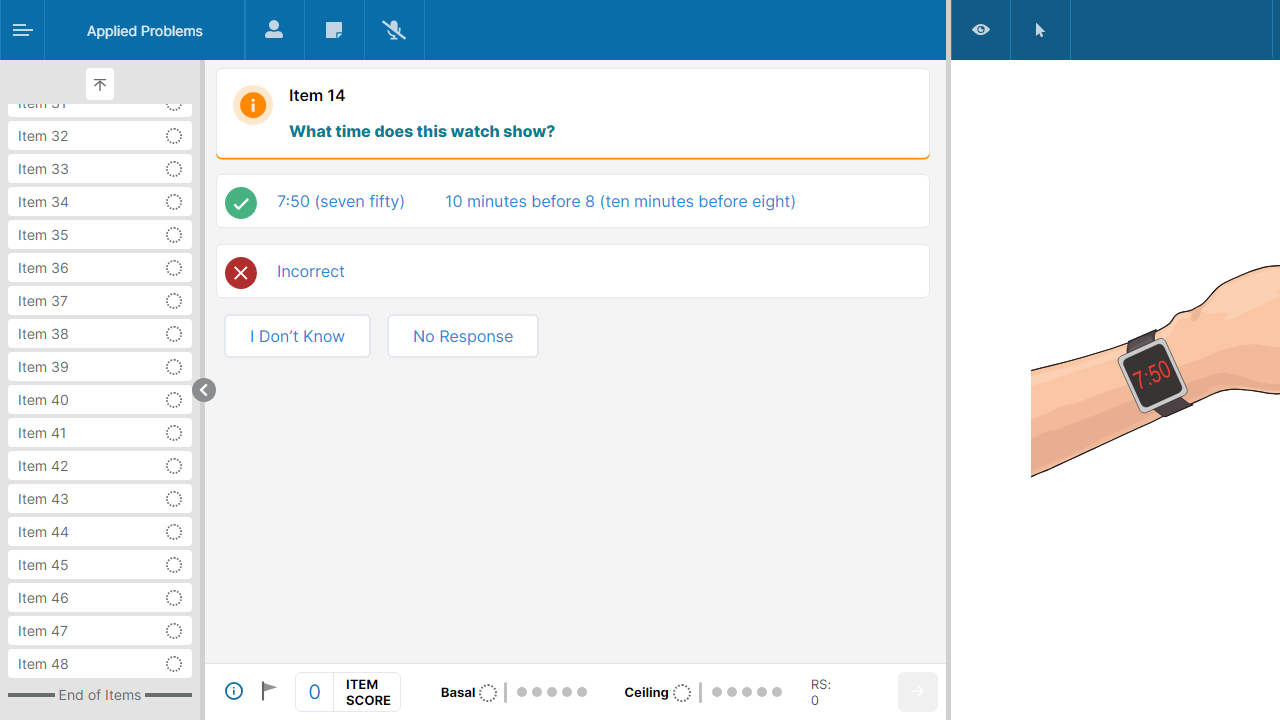 Applied Problems
Item 31
Item 32
Item 33
Item 34
Item 35
Item 36
Item 37
Item 38
Item 39
Item 40
Item 41
Item 42
Item 43
Item 44
Item 45
Item 46
Item 47
Item 48
End of Items
Item 14
What time does this watch show?
7:50 (seven fifty) 10 minutes before 8 (ten minutes before eight)
Incorrect
I Don’t Know No Response
0 ITEM SCORE
Basal
Ceiling
RS:
0
7:50